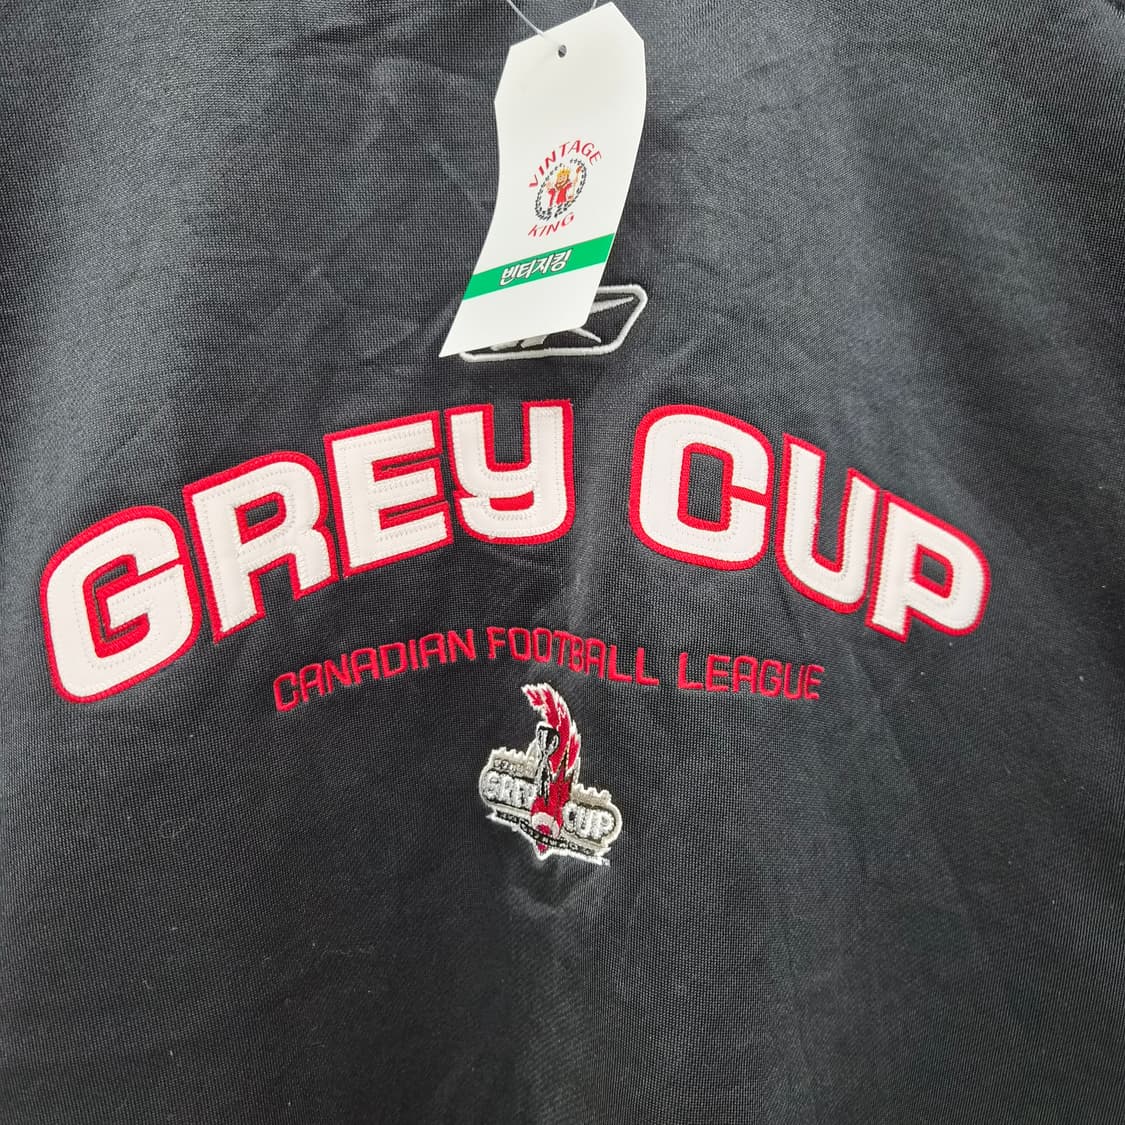 VINTAGE
KING
빈티지킹
GREY CUP
CANADIAN FOOTBALL LEAGUE
GREY CUP